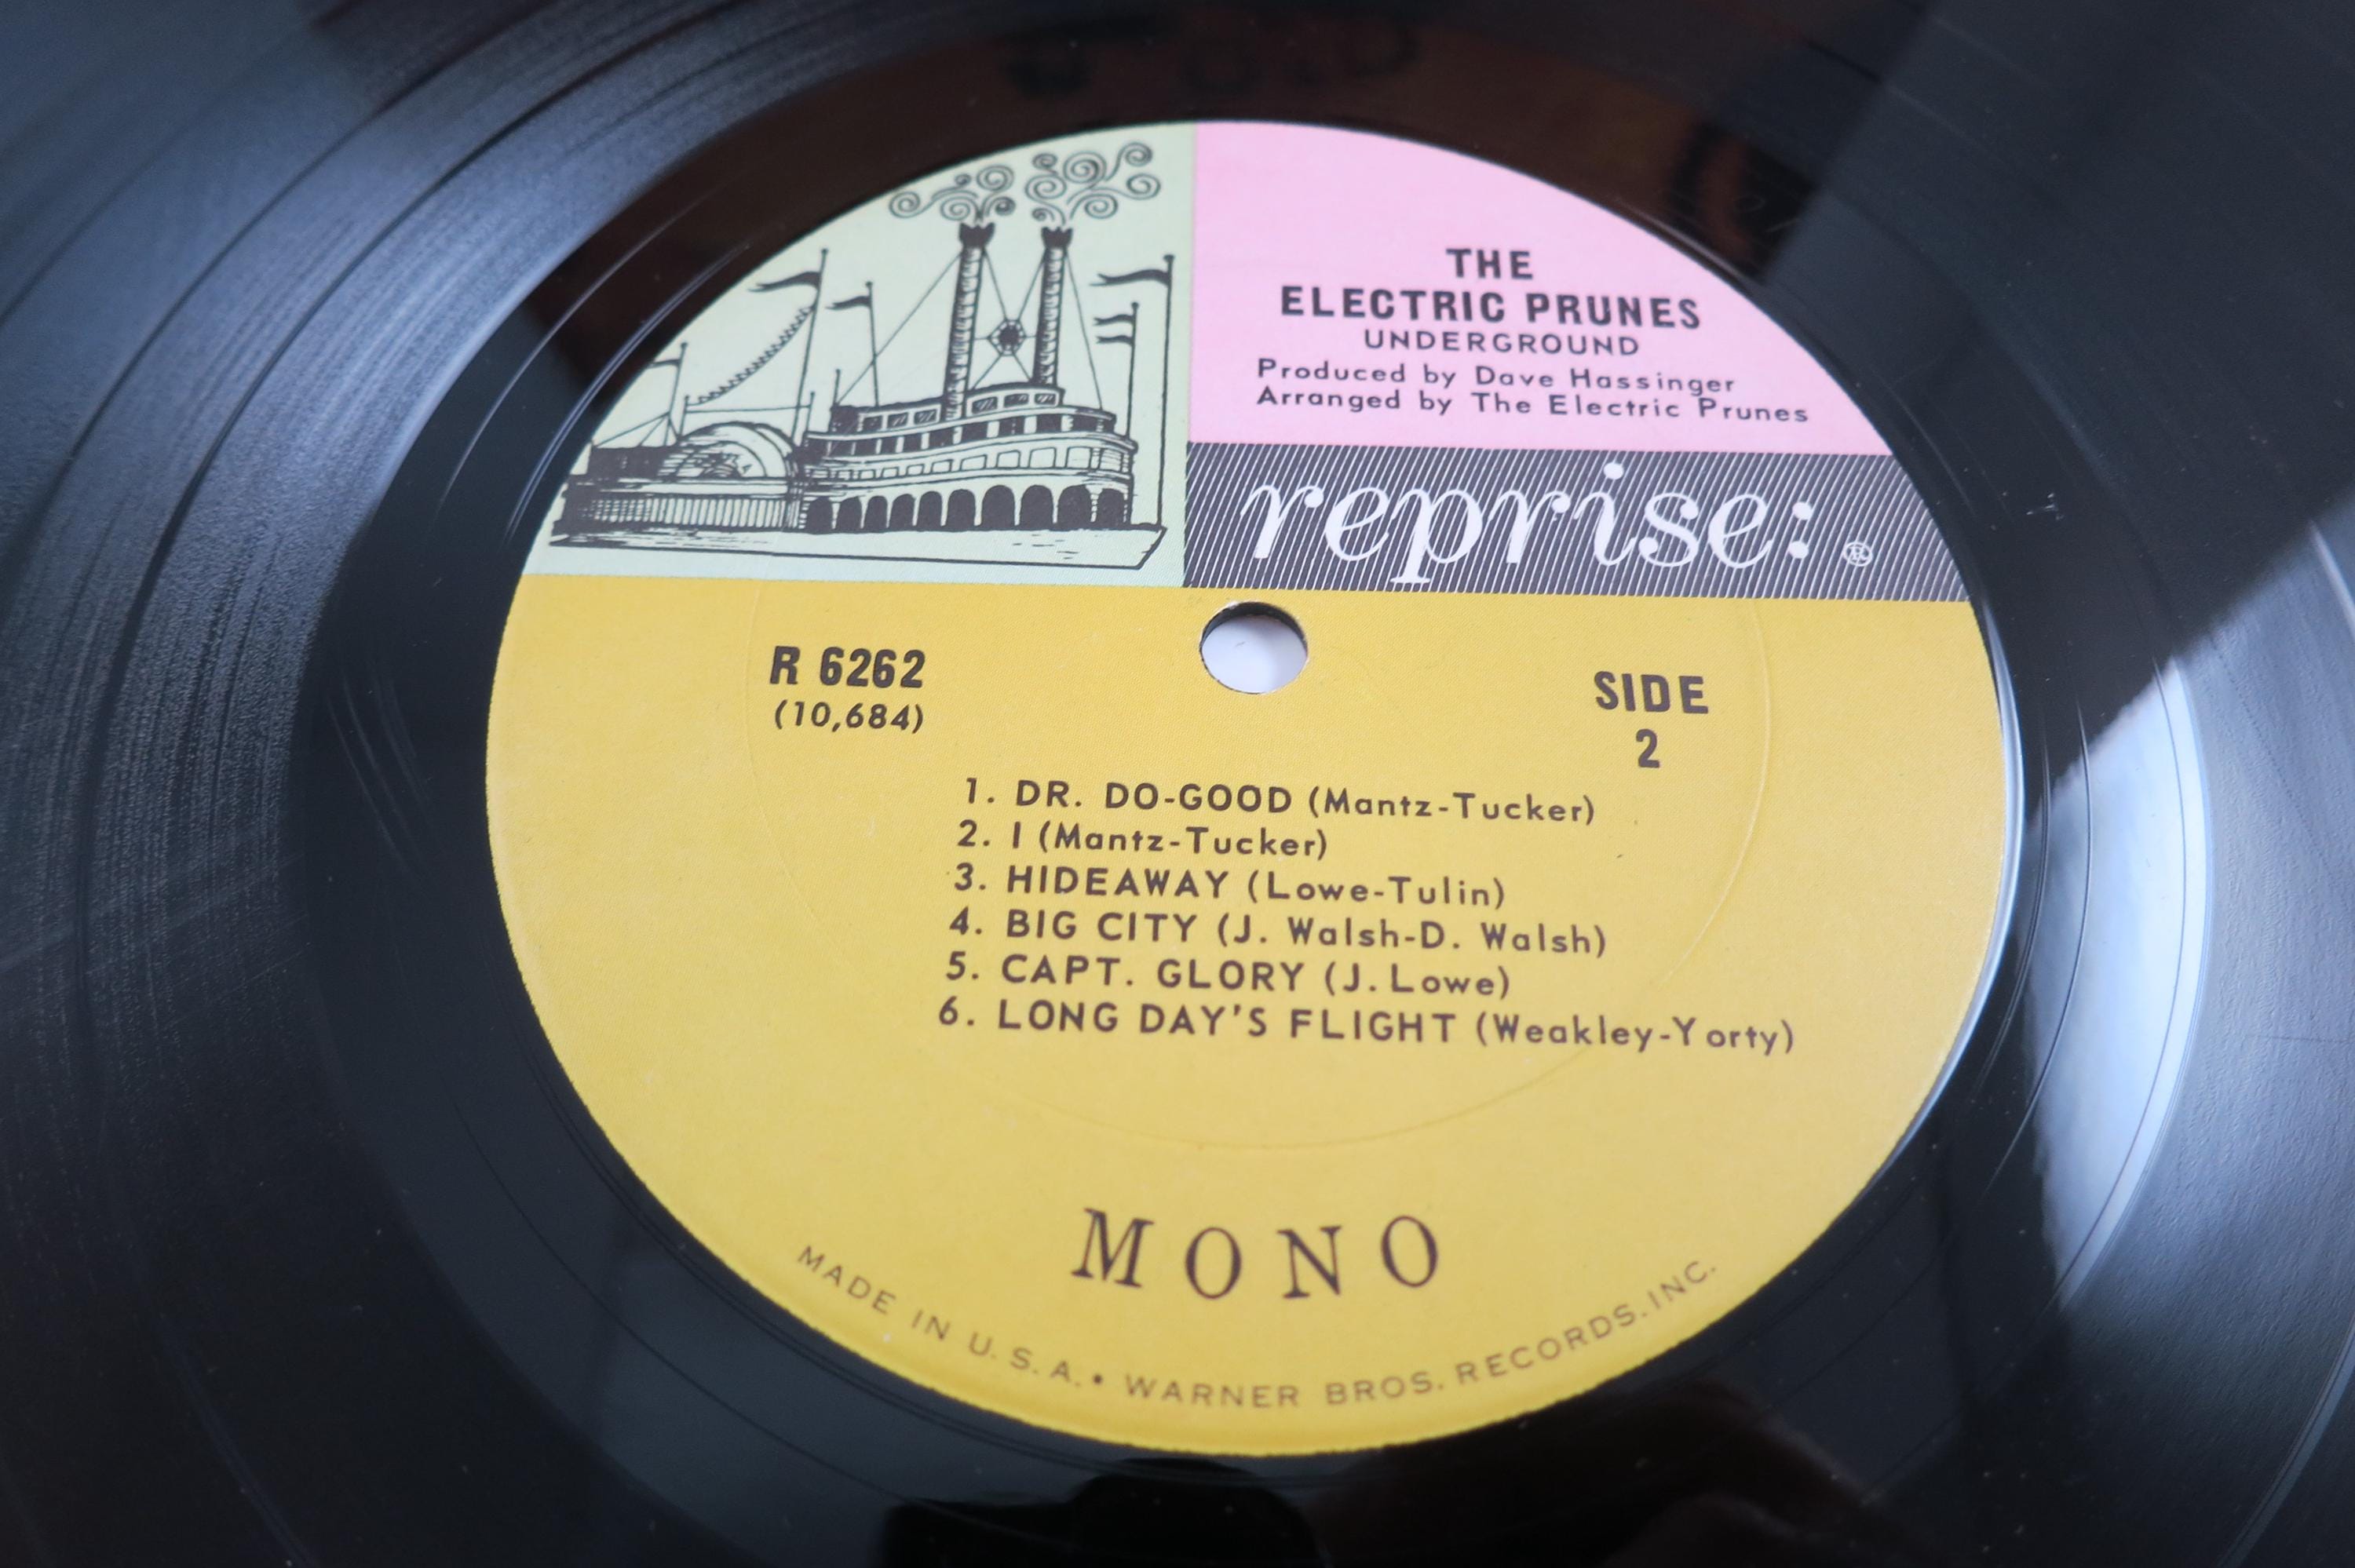 THE
ELECTRIC PRUNES
UNDERGROUND
Produced by Dave Hassinger
Arranged by The Electric Prunes
reprise: ®
R 6262
(10,684)
SIDE
2
1. DR. DO-GOOD (Mantz-Tucker)
2. I (Mantz-Tucker)
3. HIDEAWAY (Lowe-Tulin)
4. BIG CITY (J. Walsh-D. Walsh)
5. CAPT. GLORY (J. Lowe)
6. LONG DAY'S FLIGHT (Weakley-Yorty)
MONO
MADE IN U.S.A. • WARNER BROS. RECORDS. INC.